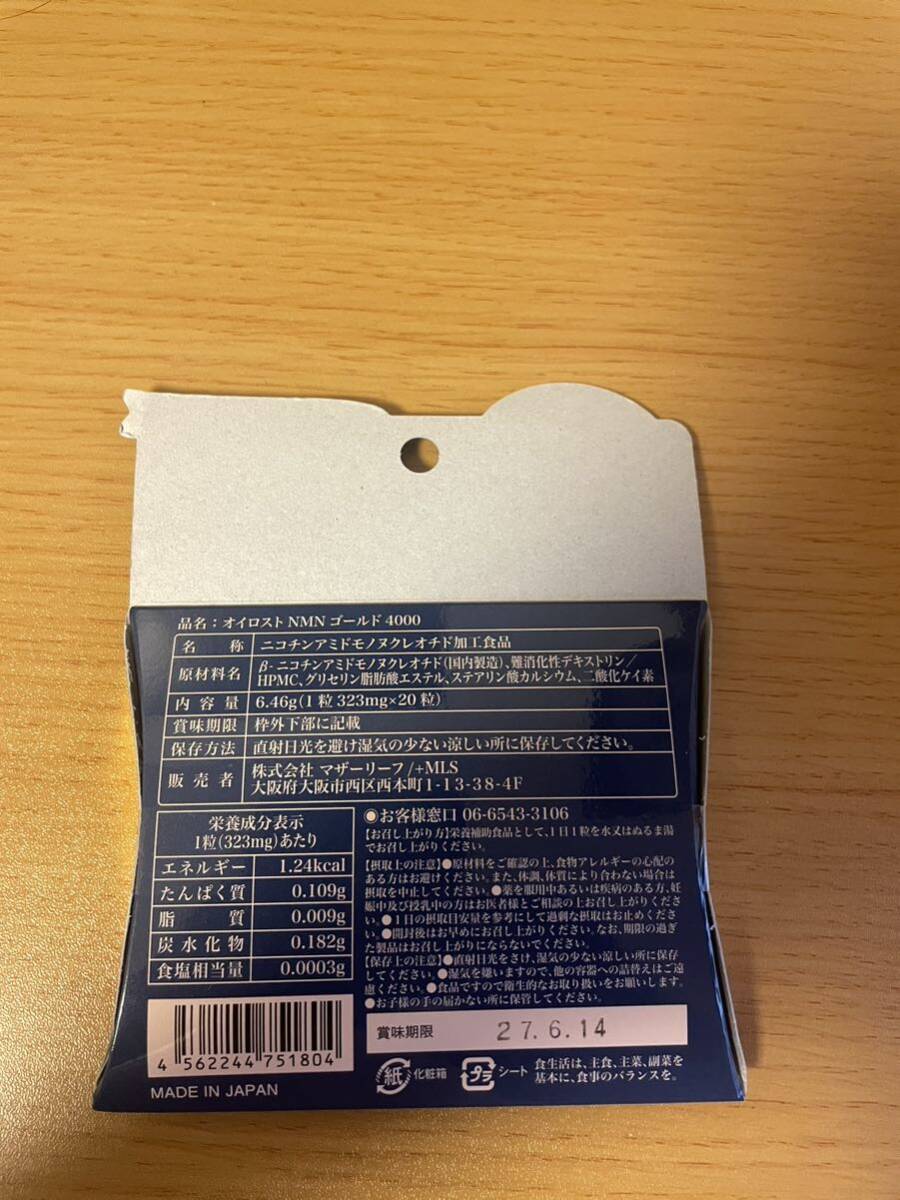 品名：オイロスト NMN ゴールド 4000
名称 ニコチンアミドモノヌクレオチド加工食品
原材料名 β-ニコチンアミドモノヌクレオチド(国内製造)、難消化性デキストリン／
HPMC、グリセリン脂肪酸エステル、ステアリン酸カルシウム、二酸化ケイ素
内容量 6.46g(1粒323mg×20粒)
賞味期限 枠外下部に記載
保存方法 直射日光を避け湿気の少ない涼しい所に保存してください。
販売者 株式会社 マザーリーフ/+MLS
大阪府大阪市西区西本町1-13-38-4F
栄養成分表示
1粒(323mg)あたり
エネルギー 1.24kcal
たんぱく質 0.109g
脂質 0.009g
炭水化物 0.182g
食塩相当量 0.0003g
●お客様窓口 06-6543-3106
【お召し上がり方】栄養補助食品として、1日1粒を水又はぬるま湯
でお召し上がりください。
【摂取上の注意】●原材料をご確認の上、食物アレルギーの心配の
ある方はお避けください。また、体調、体質により合わない場合は
摂取を中止してください。●薬を服用中あるいは疾病のある方、妊
娠中及び授乳中の方はお医者様とご相談の上お召し上がりくださ
い。●1日の摂取目安量を参考にして過剰な摂取はお止めくださ
い。●開封後はお早めにお召し上がりください。なお、期限の過ぎ
た製品はお召し上がりにならないでください。
【保存上の注意】●直射日光をさけ、湿気の少ない涼しい所に保存
してください。●湿気を嫌いますので、他の容器への詰替えはご遠
慮ください。●食品ですので衛生的なお取り扱いをお願いします。
●お子様の手の届かない所に保管してください。
賞味期限 27.6.14
4 562244 751804
MADE IN JAPAN
紙 化粧箱
プラ シート
食生活は、主食、主菜、副菜を
基本に、食事のバランスを。